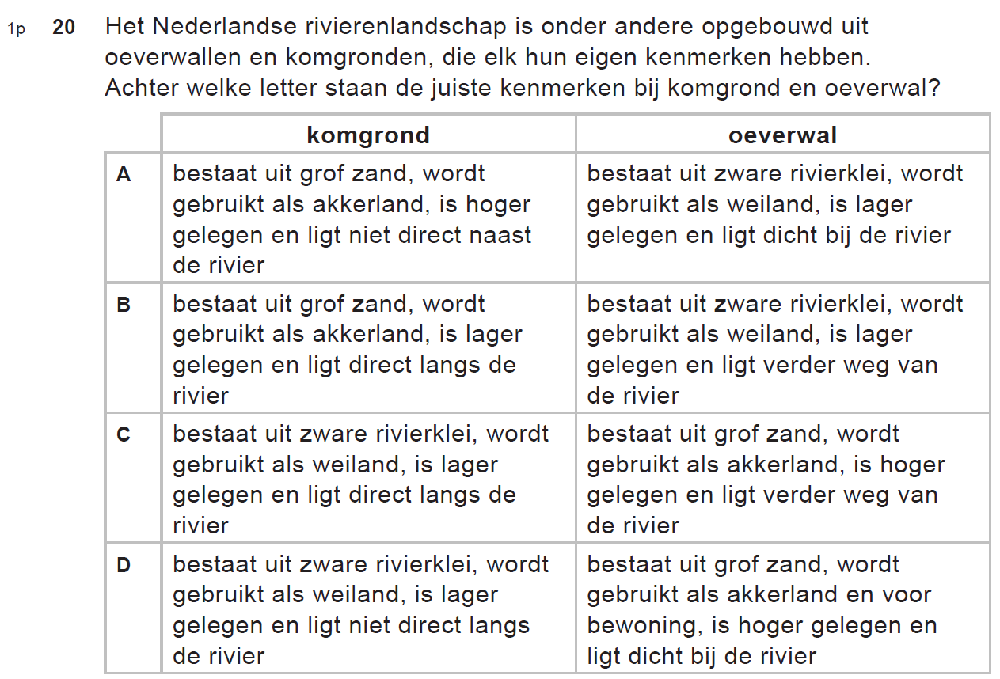 1p 20 Het Nederlandse rivierenlandschap is onder andere opgebouwd uit
oeverwallen en komgronden, die elk hun eigen kenmerken hebben.
Achter welke letter staan de juiste kenmerken bij komgrond en oeverwal?
komgrond oeverwal
A
bestaat uit grof zand, wordt
gebruikt als akkerland, is hoger
gelegen en ligt niet direct naast
de rivier
bestaat uit zware rivierklei, wordt
gebruikt als weiland, is lager
gelegen en ligt dicht bij de rivier
B
bestaat uit grof zand, wordt
gebruikt als akkerland, is lager
gelegen en ligt direct langs de
rivier
bestaat uit zware rivierklei, wordt
gebruikt als weiland, is lager
gelegen en ligt verder weg van
de rivier
C
bestaat uit zware rivierklei, wordt
gebruikt als weiland, is lager
gelegen en ligt direct langs de
rivier
bestaat uit grof zand, wordt
gebruikt als akkerland, is hoger
gelegen en ligt verder weg van
de rivier
D
bestaat uit zware rivierklei, wordt
gebruikt als weiland, is lager
gelegen en ligt niet direct langs
de rivier
bestaat uit grof zand, wordt
gebruikt als akkerland en voor
bewoning, is hoger gelegen en
ligt dicht bij de rivier